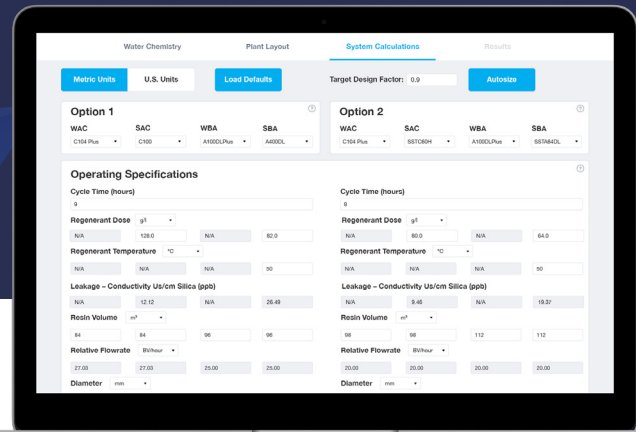 Water Chemistry Plant Layout System Calculations Results
Metric Units U.S. Units Load Defaults Target Design Factor: 0.9 Autosize
Option 1 ? Option 2 ?
WAC SAC WBA SBA WAC SAC WBA SBA
C104 Plus C100 A100DLPlus A400DL C104 Plus SSTC80H A100DLPlus SSTA64DL
Operating Specifications ?
Cycle Time (hours) Cycle Time (hours)
9 8
Regenerant Dose g/l Regenerant Dose g/l
N/A 128.0 N/A 82.0 N/A 80.0 N/A 64.0
Regenerant Temperature °C Regenerant Temperature °C
N/A N/A N/A 50 N/A N/A N/A 50
Leakage – Conductivity Us/cm Silica (ppb) Leakage – Conductivity Us/cm Silica (ppb)
N/A 12.12 N/A 26.49 N/A 9.46 N/A 19.37
Resin Volume m³ Resin Volume m³
84 84 96 96 98 98 112 112
Relative Flowrate BV/hour Relative Flowrate BV/hour
27.03 27.03 25.00 25.00 20.00 20.00 20.00 20.00
Diameter mm Diameter mm